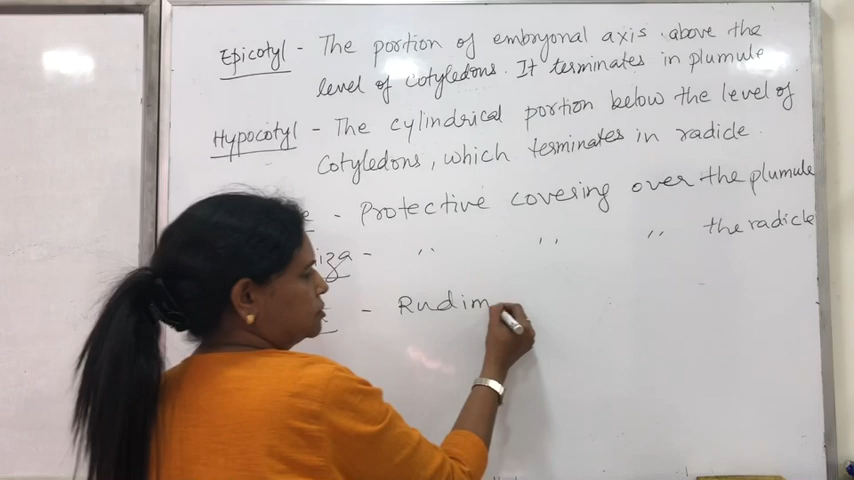 Epicotyl - The portion of embryonal axis above the
level of cotyledons. It terminates in plumule
Hypocotyl - The cylindrical portion below the level of
Cotyledons, which terminates in radicle.
e - Protective covering over the plumule
iza - " " " the radicle
- Rudim